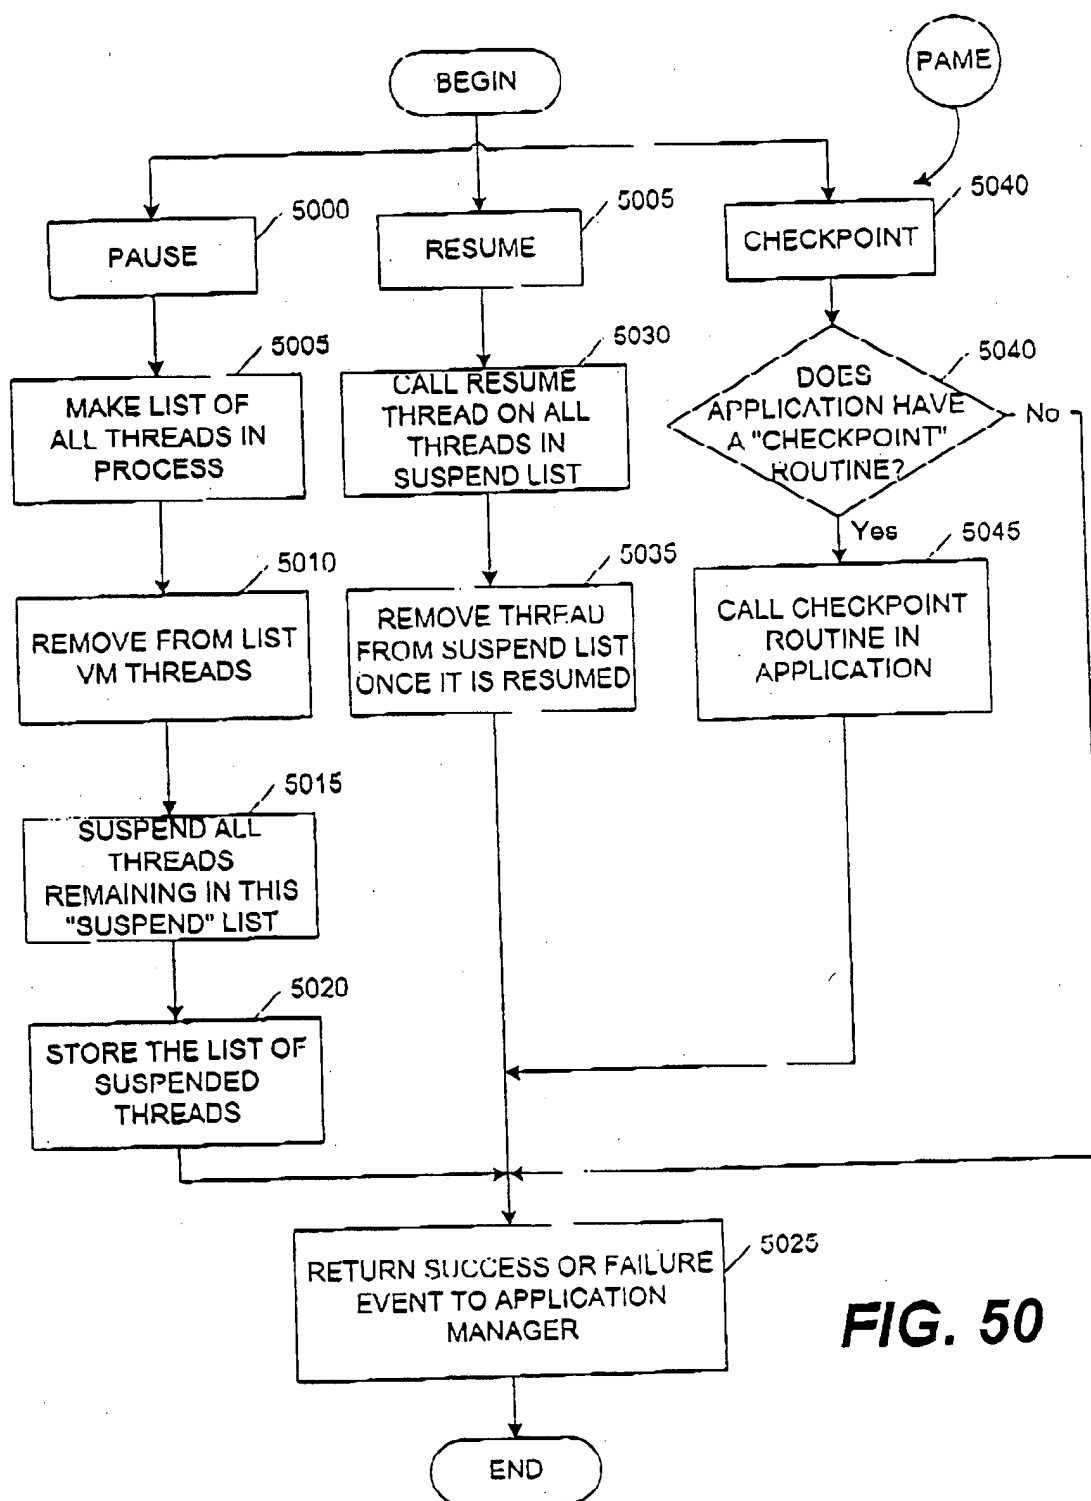 BEGIN
PAME
5000
PAUSE
5005
RESUME
5040
CHECKPOINT
5005
MAKE LIST OF
ALL THREADS IN
PROCESS
5030
CALL RESUME
THREAD ON ALL
THREADS IN
SUSPEND LIST
5040
DOES
APPLICATION HAVE
A "CHECKPOINT"
ROUTINE?
No
Yes
5010
REMOVE FROM LIST
VM THREADS
5035
REMOVE THREAD
FROM SUSPEND LIST
ONCE IT IS RESUMED
5045
CALL CHECKPOINT
ROUTINE IN
APPLICATION
5015
SUSPEND ALL
THREADS
REMAINING IN THIS
"SUSPEND" LIST
5020
STORE THE LIST OF
SUSPENDED
THREADS
5025
RETURN SUCCESS OR FAILURE
EVENT TO APPLICATION
MANAGER
FIG. 50
END